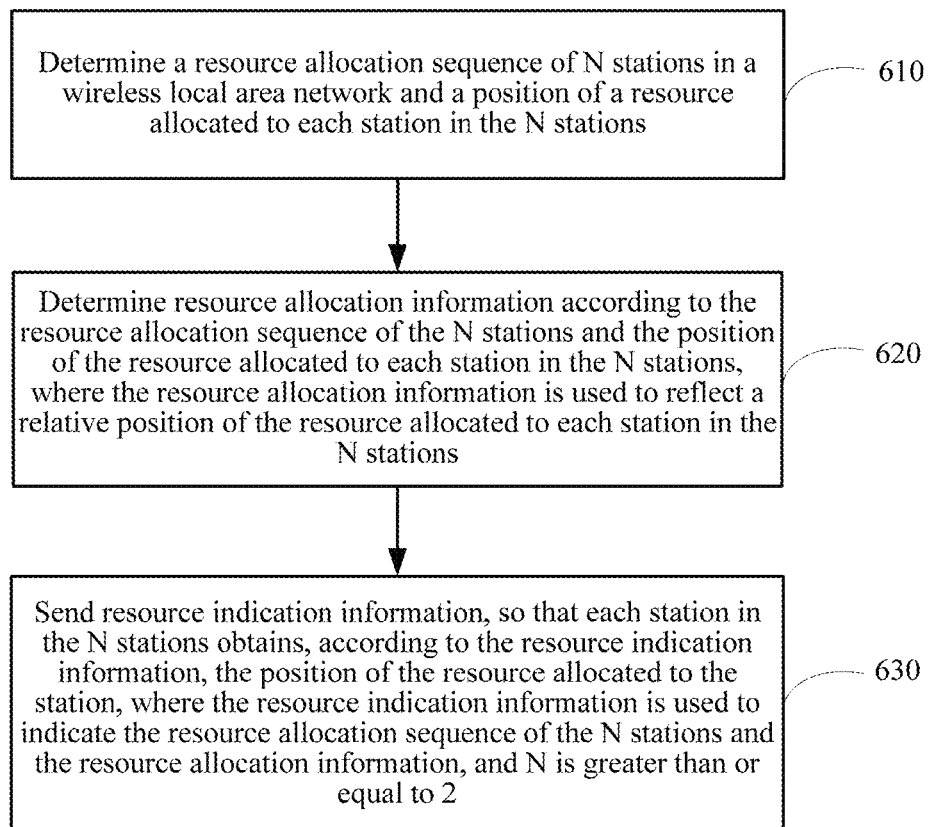 Determine a resource allocation sequence of N stations in a
wireless local area network and a position of a resource
allocated to each station in the N stations
610
Determine resource allocation information according to the
resource allocation sequence of the N stations and the position
of the resource allocated to each station in the N stations,
where the resource allocation information is used to reflect a
relative position of the resource allocated to each station in the
N stations
620
Send resource indication information, so that each station in
the N stations obtains, according to the resource indication
information, the position of the resource allocated to the
station, where the resource indication information is used to
indicate the resource allocation sequence of the N stations and
the resource allocation information, and N is greater than or
equal to 2
630